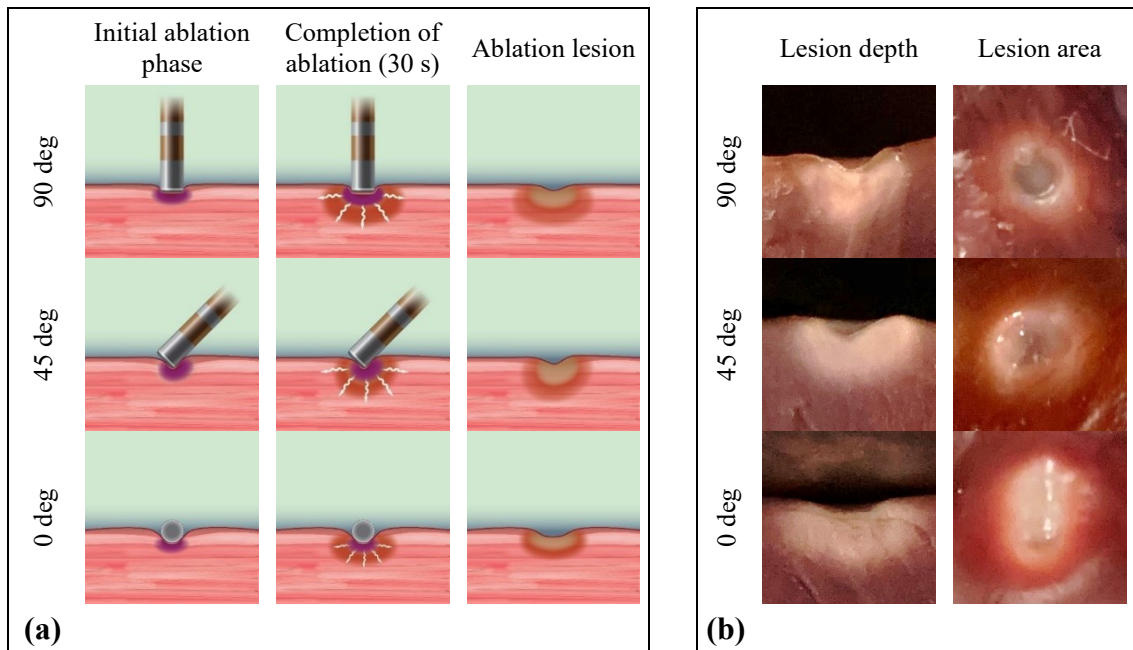 Initial ablation
phase
Completion of
ablation (30 s)
Ablation lesion
90 deg
45 deg
0 deg
(a)
Lesion depth
Lesion area
90 deg
45 deg
0 deg
(b)